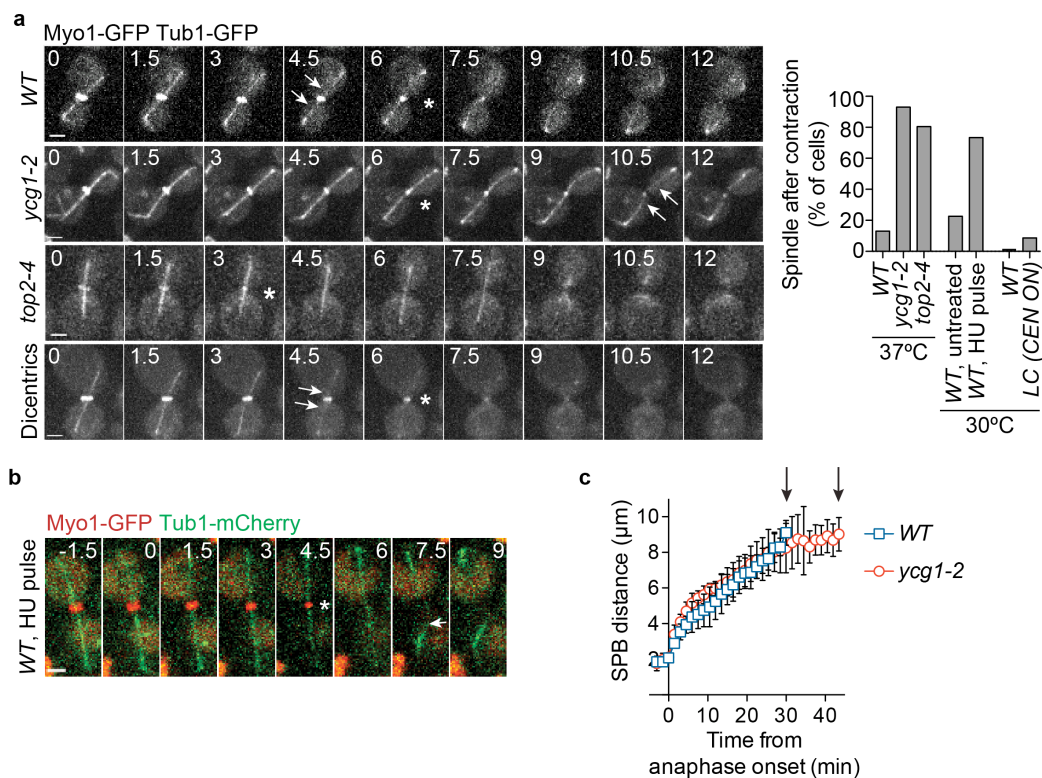 a
Myo1-GFP Tub1-GFP
WT
0 1.5 3 4.5 6 7.5 9 10.5 12
*
ycg1-2
0 1.5 3 4.5 6 7.5 9 10.5 12
*
top2-4
0 1.5 3 4.5 6 7.5 9 10.5 12
*
Dicentrics
0 1.5 3 4.5 6 7.5 9 10.5 12
*
Spindle after contraction
(% of cells)
100
80
60
40
20
0
WT
ycg1-2
top2-4
37ºC
WT, untreated
WT, HU pulse
WT
LC (CEN ON)
30ºC
b
Myo1-GFP Tub1-mCherry
WT, HU pulse
-1.5 0 1.5 3 4.5 6 7.5 9
*
c
SPB distance (µm)
10
8
6
4
2
0 10 20 30 40
Time from
anaphase onset (min)
WT
ycg1-2